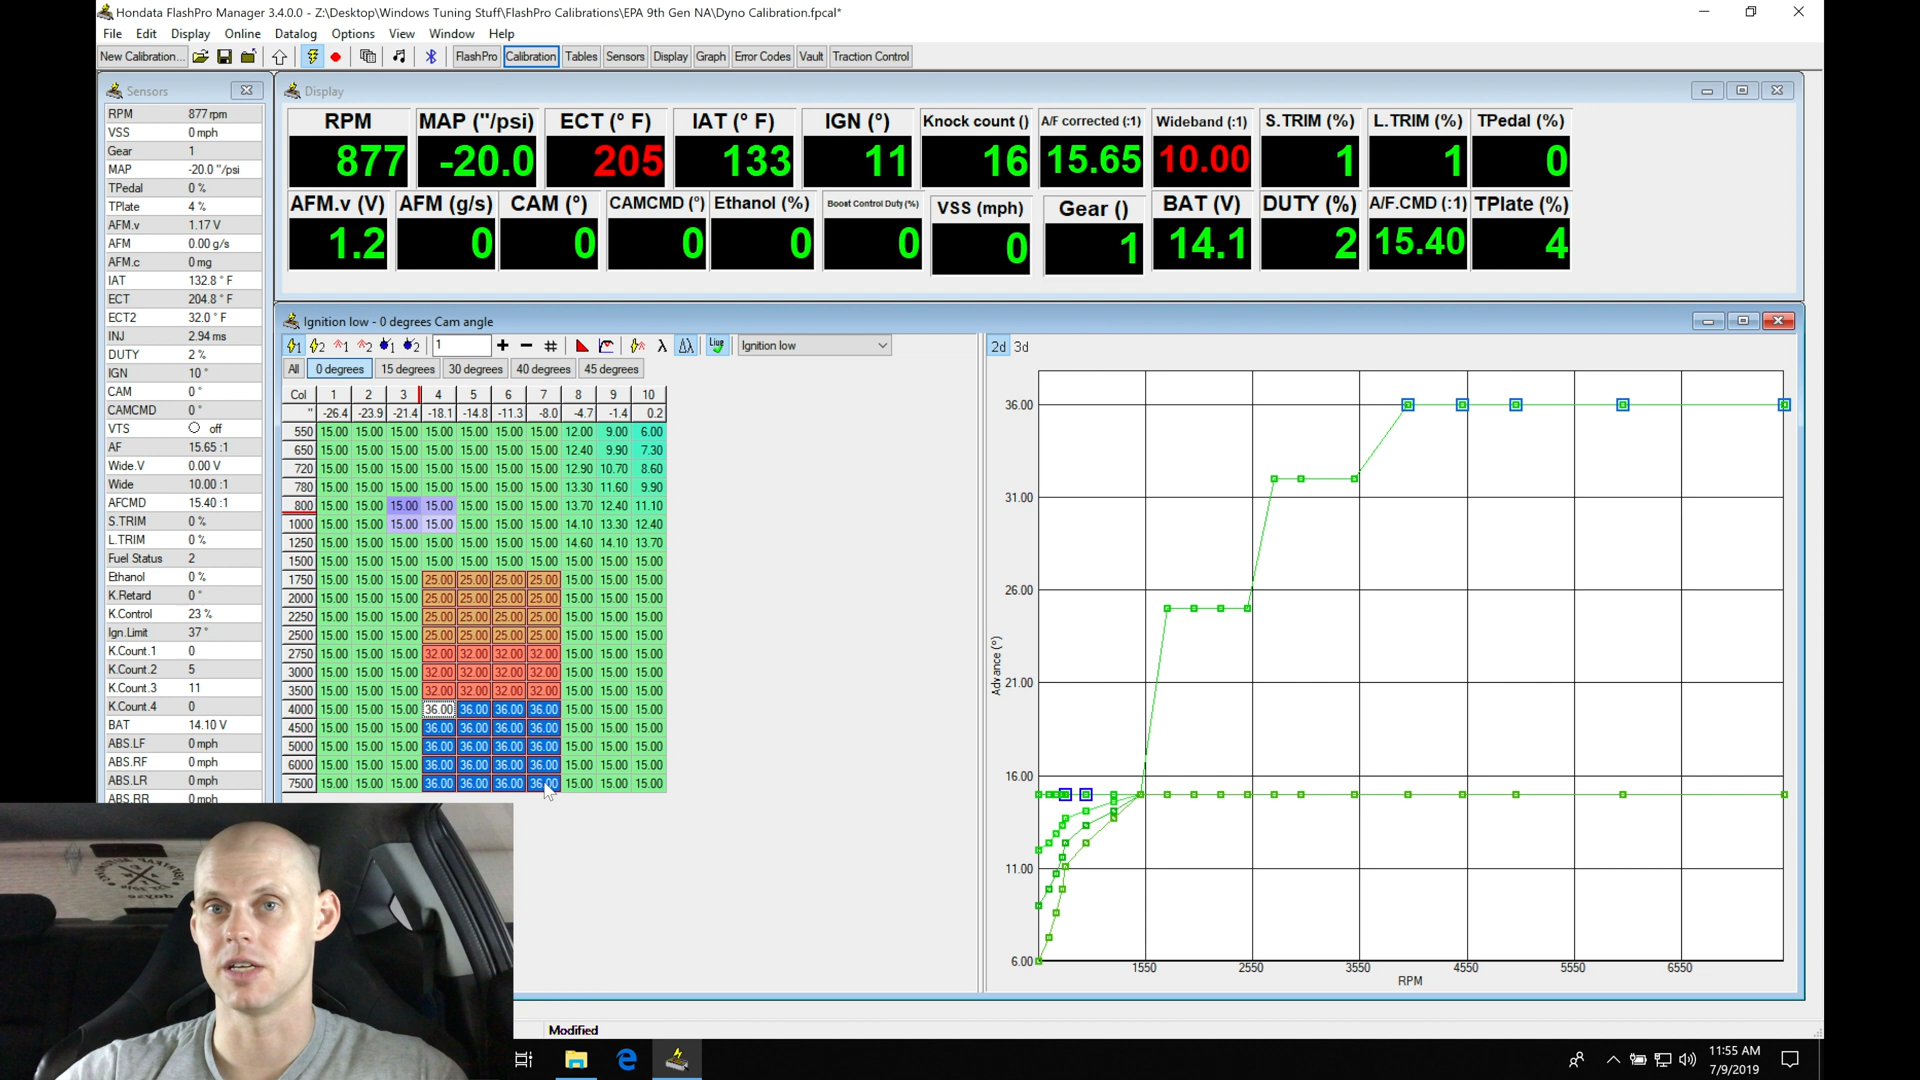 Hondata FlashPro Manager 3.4.0.0 - Z:\Desktop\Windows Tuning Stuff\FlashPro Calibrations\EPA 9th Gen NA\Dyno Calibration.fpcal*
File Edit Display Online Datalog Options View Window Help
New Calibration... FlashPro Calibration Tables Sensors Display Graph Error Codes Vault Traction Control
Sensors
RPM 877 rpm
VSS 0 mph
Gear 1
MAP -20.0 "/psi
TPedal 0 %
TPlate 4 %
AFM.v 1.17 V
AFM 0.00 g/s
AFM.c 0 mg
IAT 132.8 ° F
ECT 204.8 ° F
ECT2 32.0 ° F
INJ 2.94 ms
DUTY 2 %
IGN 10 °
CAM 0 °
CAMCMD 0 °
VTS off
AF 15.65 :1
Wide.V 0.00 V
Wide 10.00 :1
AFCMD 15.40 :1
S.TRIM 0 %
L.TRIM 0 %
Fuel Status 2
Ethanol 0 %
K.Retard 0 °
K.Control 23 %
Ign.Limit 37 °
K.Count.1 0
K.Count.2 5
K.Count.3 11
K.Count.4 0
BAT 14.10 V
ABS.LF 0 mph
ABS.RF 0 mph
ABS.LR 0 mph
ABS.RR 0 mph
Display
RPM MAP ("/psi) ECT (° F) IAT (° F) IGN (°) Knock count () A/F corrected (:1) Wideband (:1) S.TRIM (%) L.TRIM (%) TPedal (%)
877 -20.0 205 133 11 16 15.65 10.00 1 1 0
AFM.v (V) AFM (g/s) CAM (°) CAMCMD (°) Ethanol (%) Boost Control Duty (%) VSS (mph) Gear () BAT (V) DUTY (%) A/F.CMD (:1) TPlate (%)
1.2 0 0 0 0 0 0 1 14.1 2 15.40 4
Ignition low - 0 degrees Cam angle
1 2 1 2 1 2 1 + - # λ Live Ignition low
All 0 degrees 15 degrees 30 degrees 40 degrees 45 degrees
Col 1 2 3 4 5 6 7 8 9 10
" -26.4 -23.9 -21.4 -18.1 -14.8 -11.3 -8.0 -4.7 -1.4 0.2
550 15.00 15.00 15.00 15.00 15.00 15.00 15.00 12.00 9.00 6.00
650 15.00 15.00 15.00 15.00 15.00 15.00 15.00 12.40 9.90 7.30
720 15.00 15.00 15.00 15.00 15.00 15.00 15.00 12.90 10.70 8.60
780 15.00 15.00 15.00 15.00 15.00 15.00 15.00 13.30 11.60 9.90
800 15.00 15.00 15.00 15.00 15.00 15.00 15.00 13.70 12.40 11.10
1000 15.00 15.00 15.00 15.00 15.00 15.00 15.00 14.10 13.30 12.40
1250 15.00 15.00 15.00 15.00 15.00 15.00 15.00 14.60 14.10 13.70
1500 15.00 15.00 15.00 15.00 15.00 15.00 15.00 15.00 15.00 15.00
1750 15.00 15.00 15.00 25.00 25.00 25.00 25.00 15.00 15.00 15.00
2000 15.00 15.00 15.00 25.00 25.00 25.00 25.00 15.00 15.00 15.00
2250 15.00 15.00 15.00 25.00 25.00 25.00 25.00 15.00 15.00 15.00
2500 15.00 15.00 15.00 25.00 25.00 25.00 25.00 15.00 15.00 15.00
2750 15.00 15.00 15.00 32.00 32.00 32.00 32.00 15.00 15.00 15.00
3000 15.00 15.00 15.00 32.00 32.00 32.00 32.00 15.00 15.00 15.00
3500 15.00 15.00 15.00 32.00 32.00 32.00 32.00 15.00 15.00 15.00
4000 15.00 15.00 15.00 36.00 36.00 36.00 36.00 15.00 15.00 15.00
4500 15.00 15.00 15.00 36.00 36.00 36.00 36.00 15.00 15.00 15.00
5000 15.00 15.00 15.00 36.00 36.00 36.00 36.00 15.00 15.00 15.00
6000 15.00 15.00 15.00 36.00 36.00 36.00 36.00 15.00 15.00 15.00
7500 15.00 15.00 15.00 36.00 36.00 36.00 36.00 15.00 15.00 15.00
2d 3d
36.00
31.00
26.00
21.00
16.00
11.00
6.00
Advance (°)
1550 2550 3550 4550 5550 6550
RPM
Modified
11:55 AM
7/9/2019